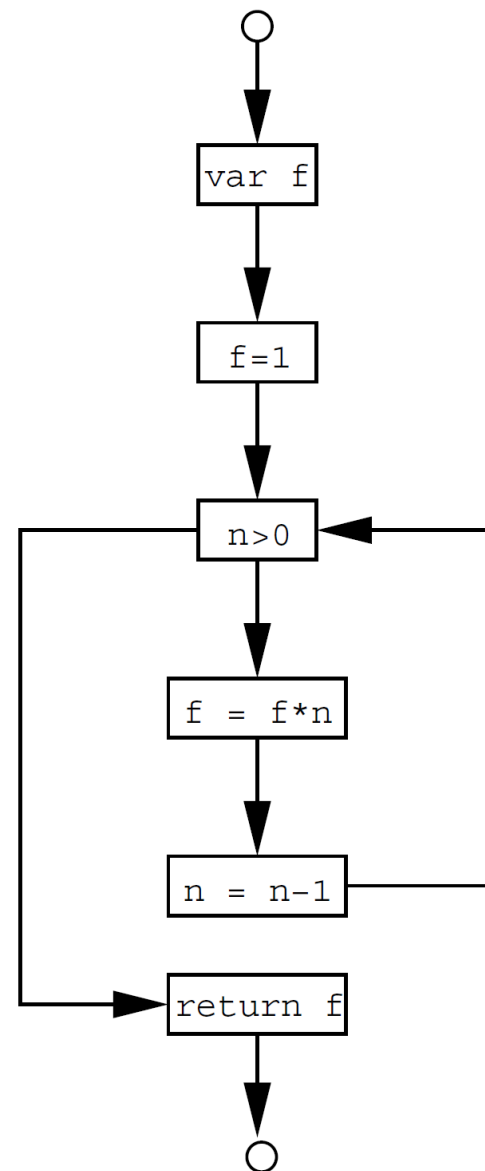 var f
f=1
n>0
f = f*n
n = n-1
return f